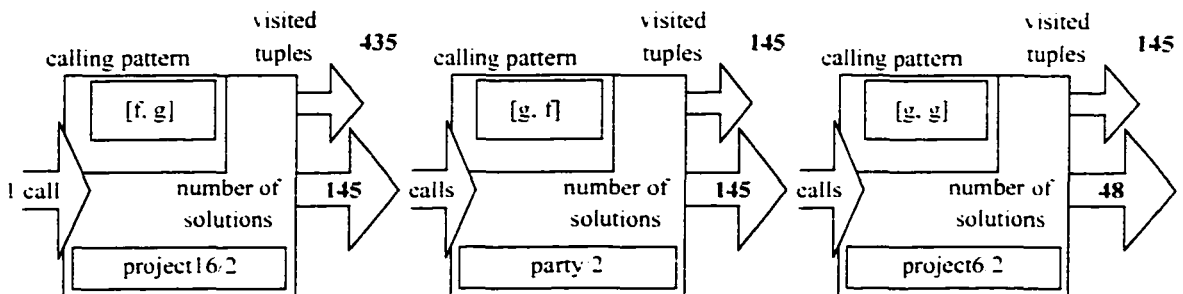 visited visited visited
tuples 435 tuples 145 tuples 145
calling pattern calling pattern calling pattern
[f, g] [g, f] [g, g]
1 call number of 145 calls number of 145 calls number of 48
solutions solutions solutions
project16/2 party/2 project6/2